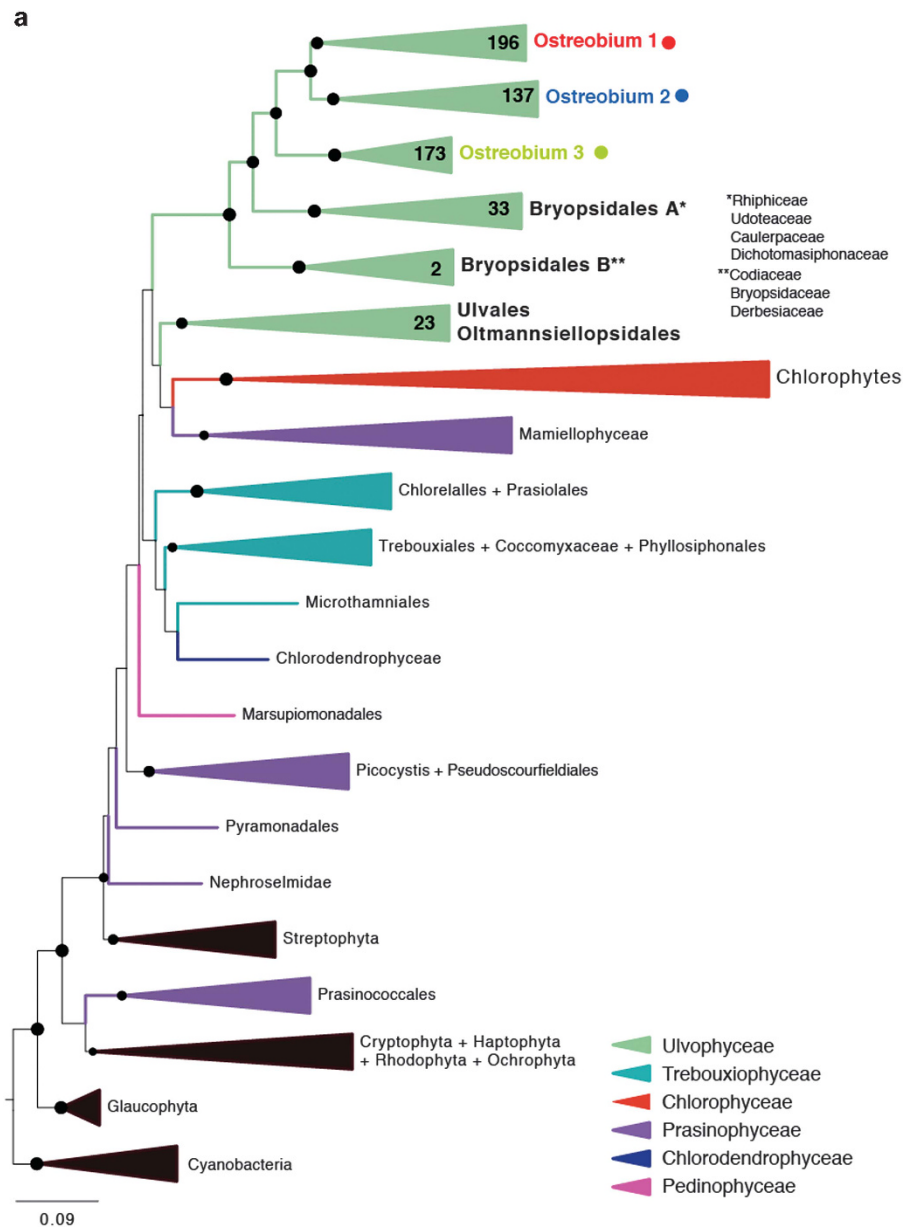 a
196 Ostreobium 1
137 Ostreobium 2
173 Ostreobium 3
33 Bryopsidales A*
2 Bryopsidales B**
*Rhiphiceae
Udoteaceae
Caulerpaceae
Dichotomasiphonaceae
**Codiaceae
Bryopsidaceae
Derbesiaceae
23 Ulvales
Oltmannsiellopsidales
Chlorophytes
Mamiellophyceae
Chlorelalles + Prasiolales
Trebouxiales + Coccomyxaceae + Phyllosiphonales
Microthamniales
Chlorodendrophyceae
Marsupiomonadales
Picocystis + Pseudoscourfieldiales
Pyramonadales
Nephroselmidae
Streptophyta
Prasinococcales
Cryptophyta + Haptophyta
+ Rhodophyta + Ochrophyta
Glaucophyta
Cyanobacteria
0.09
Ulvophyceae
Trebouxiophyceae
Chlorophyceae
Prasinophyceae
Chlorodendrophyceae
Pedinophyceae